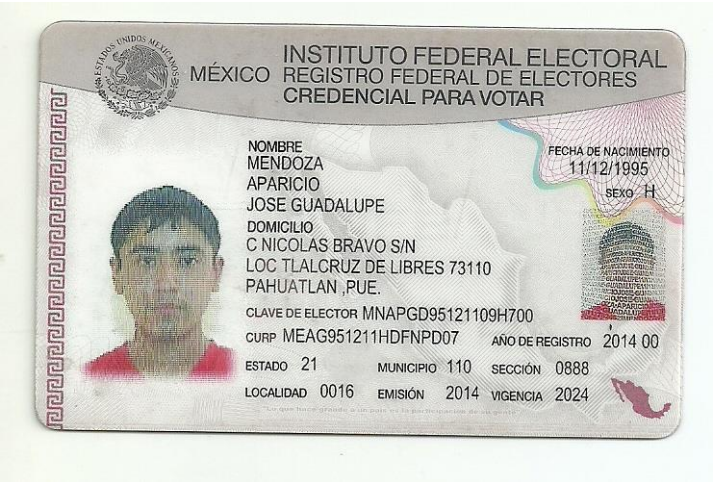 ESTADOS UNIDOS MEXICANOS
MÉXICO
INSTITUTO FEDERAL ELECTORAL
REGISTRO FEDERAL DE ELECTORES
CREDENCIAL PARA VOTAR
NOMBRE
MENDOZA
APARICIO
JOSE GUADALUPE
FECHA DE NACIMIENTO
11/12/1995
SEXO H
DOMICILIO
C NICOLAS BRAVO S/N
LOC TLALCRUZ DE LIBRES 73110
PAHUATLAN ,PUE.
CLAVE DE ELECTOR MNAPGD95121109H700
CURP MEAG951211HDFNPD07
AÑO DE REGISTRO 2014 00
ESTADO 21 MUNICIPIO 110 SECCIÓN 0888
LOCALIDAD 0016 EMISIÓN 2014 VIGENCIA 2024